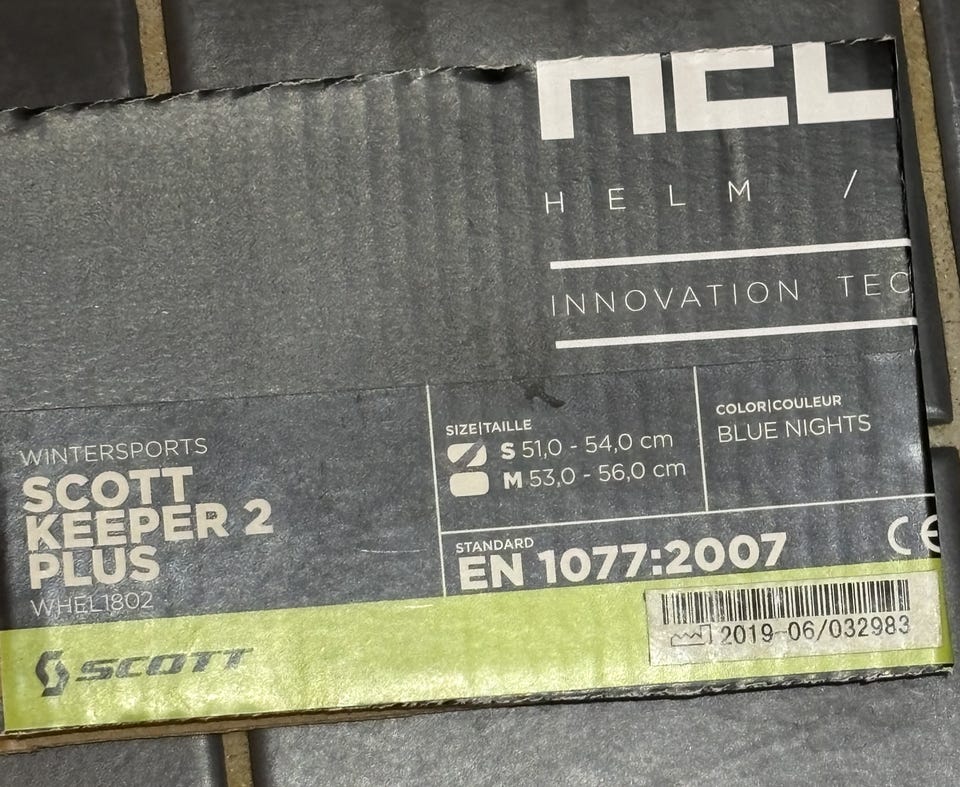 HELM /
INNOVATION TEC
WINTERSPORTS
SCOTT
KEEPER 2
PLUS
WHEL1802
SIZE|TAILLE
S 51,0 - 54,0 cm
M 53,0 - 56,0 cm
COLOR|COULEUR
BLUE NIGHTS
STANDARD
EN 1077:2007
CE
SCOTT
2019-06/032983